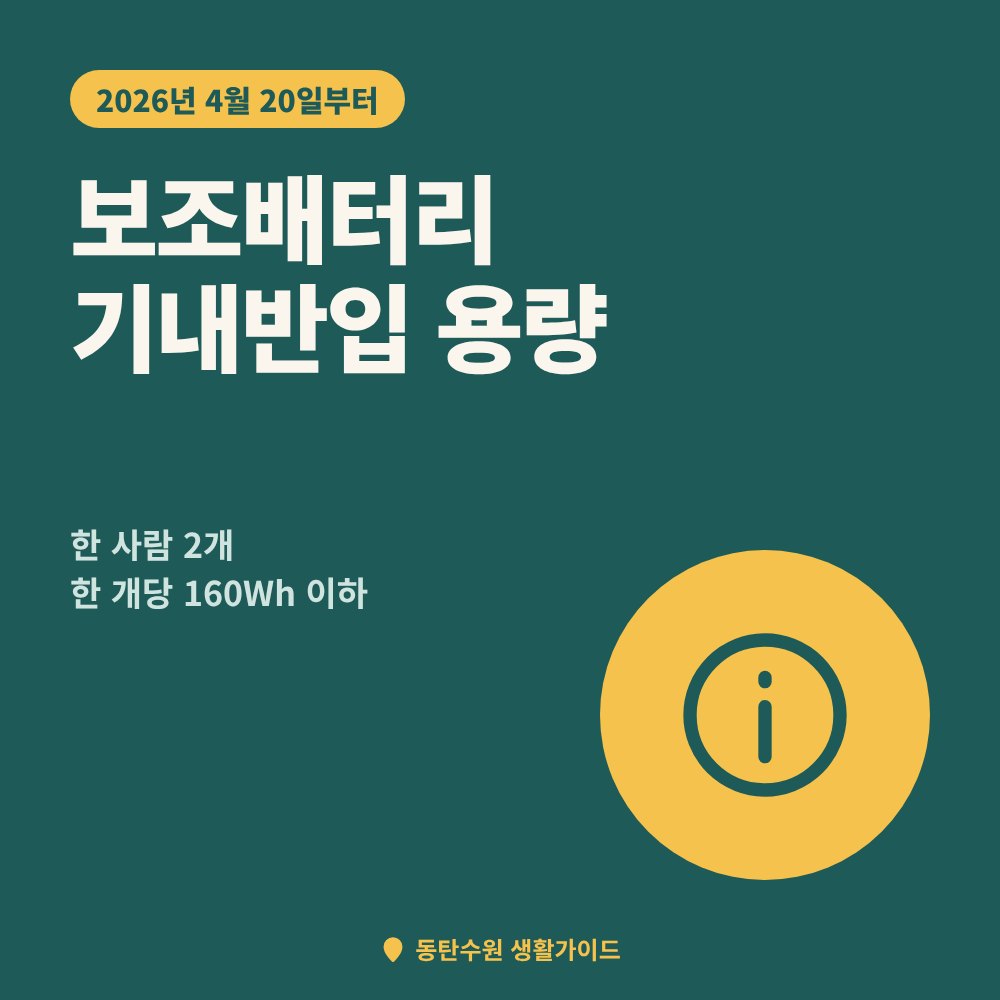 2026년 4월 20일부터
보조배터리
기내반입 용량
한 사람 2개
한 개당 160Wh 이하
동탄수원 생활가이드